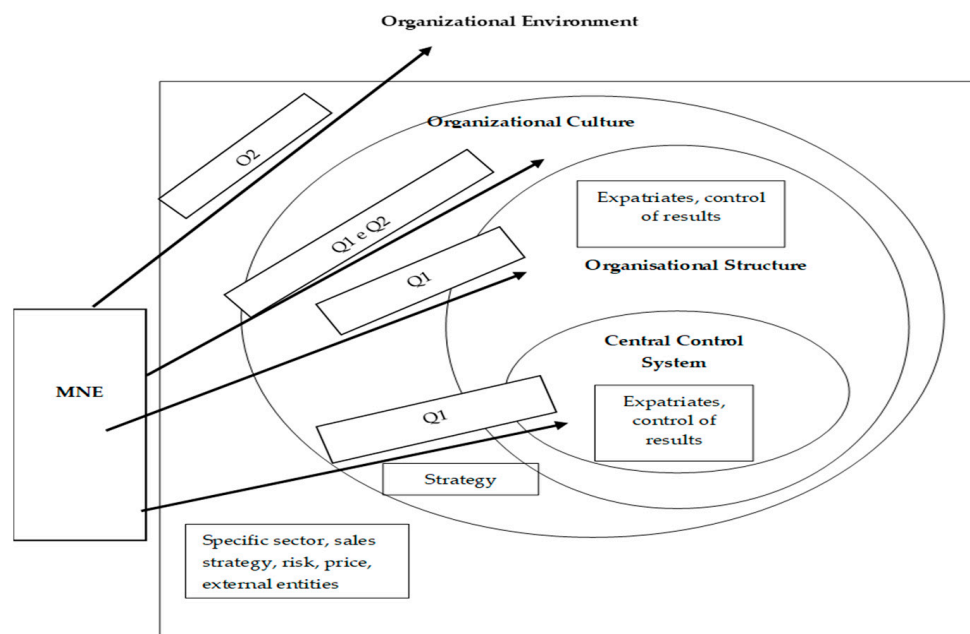 Organizational Environment
Organizational Culture
O2
Q1 e Q2
Expatriates, control
of results
Q1
Organisational Structure
MNE
Central Control
System
Q1
Expatriates,
control of
results
Strategy
Specific sector, sales
strategy, risk, price,
external entities